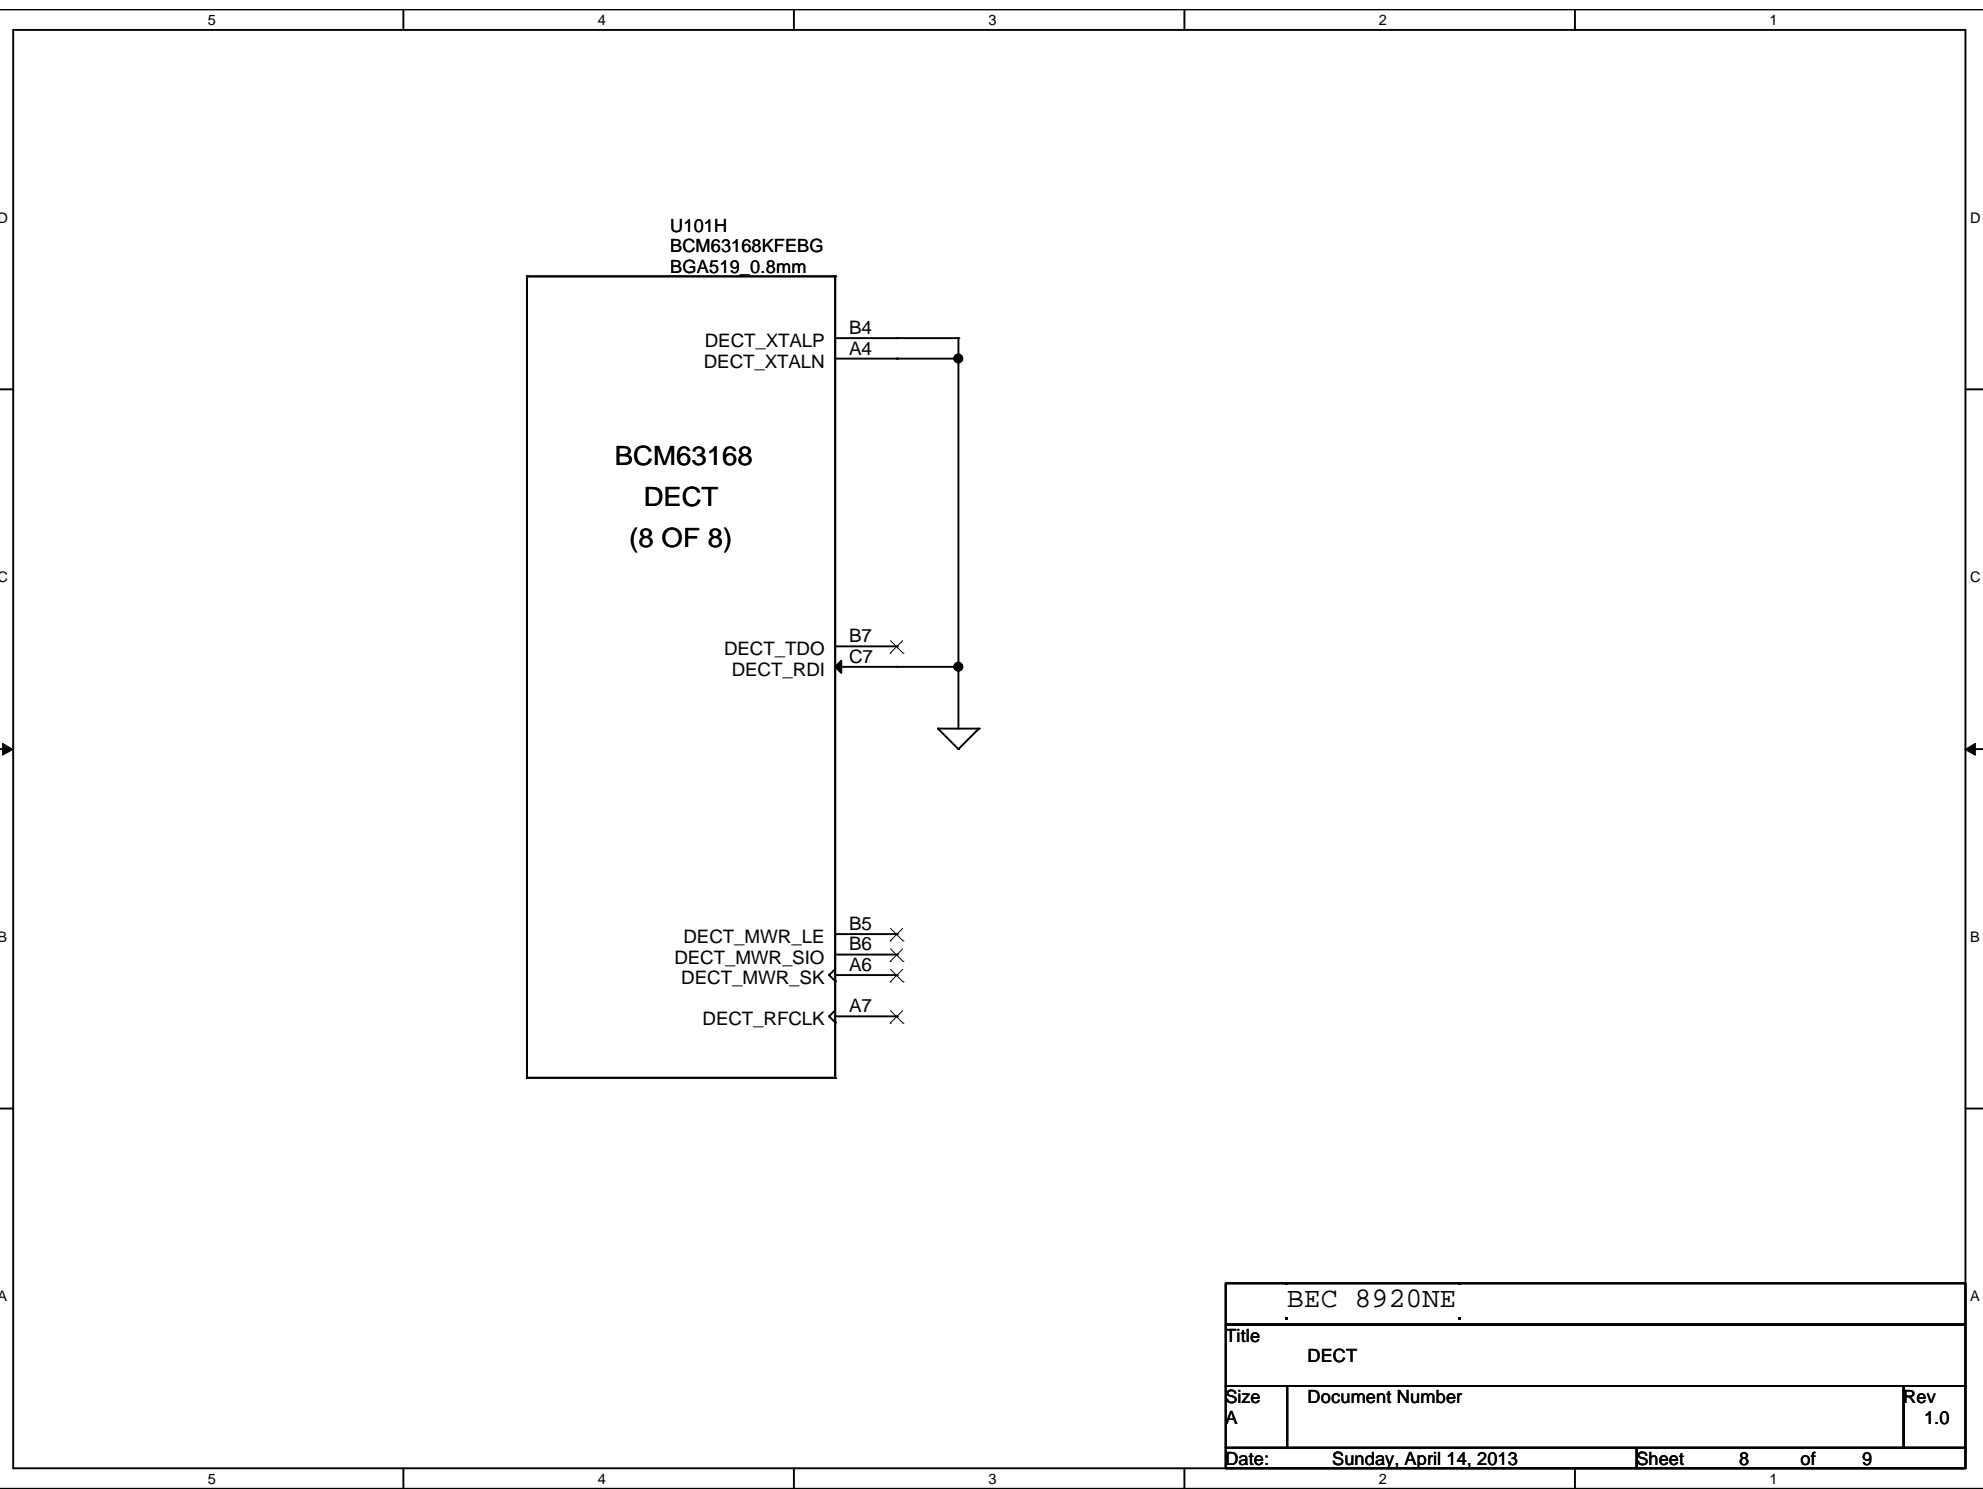 5 4 3 2 1
D D
U101H
BCM63168KFEBG
BGA519_0.8mm
DECT_XTALP B4
DECT_XTALN A4
BCM63168
DECT
(8 OF 8)
C C
DECT_TDO B7
DECT_RDI C7
DECT_MWR_LE B5
B B
DECT_MWR_SIO B6
DECT_MWR_SK A6
DECT_RFCLK A7
A A
BEC 8920NE
Title
DECT
Size Document Number Rev
A 1.0
Date: Sunday, April 14, 2013 Sheet 8 of 9
5 4 3 2 1